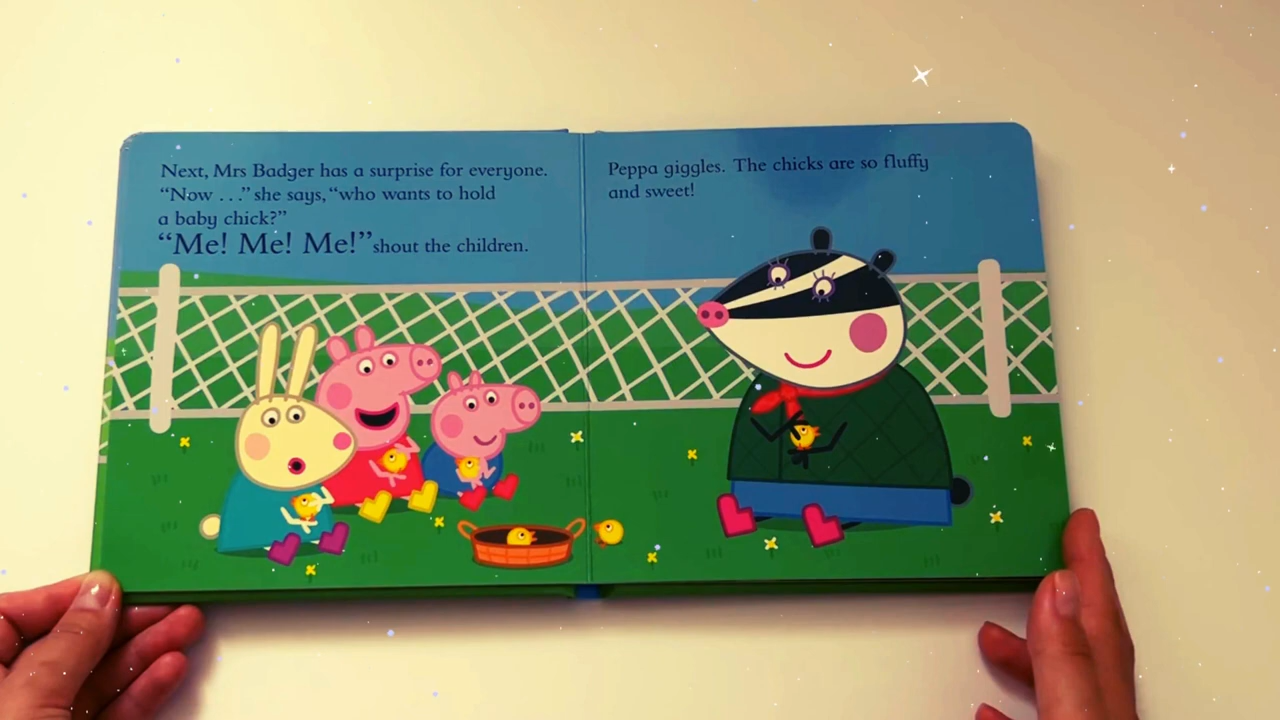 Next, Mrs Badger has a surprise for everyone.
“Now . . .” she says, “who wants to hold
a baby chick?”
“Me! Me! Me!” shout the children.
Peppa giggles. The chicks are so fluffy
and sweet!